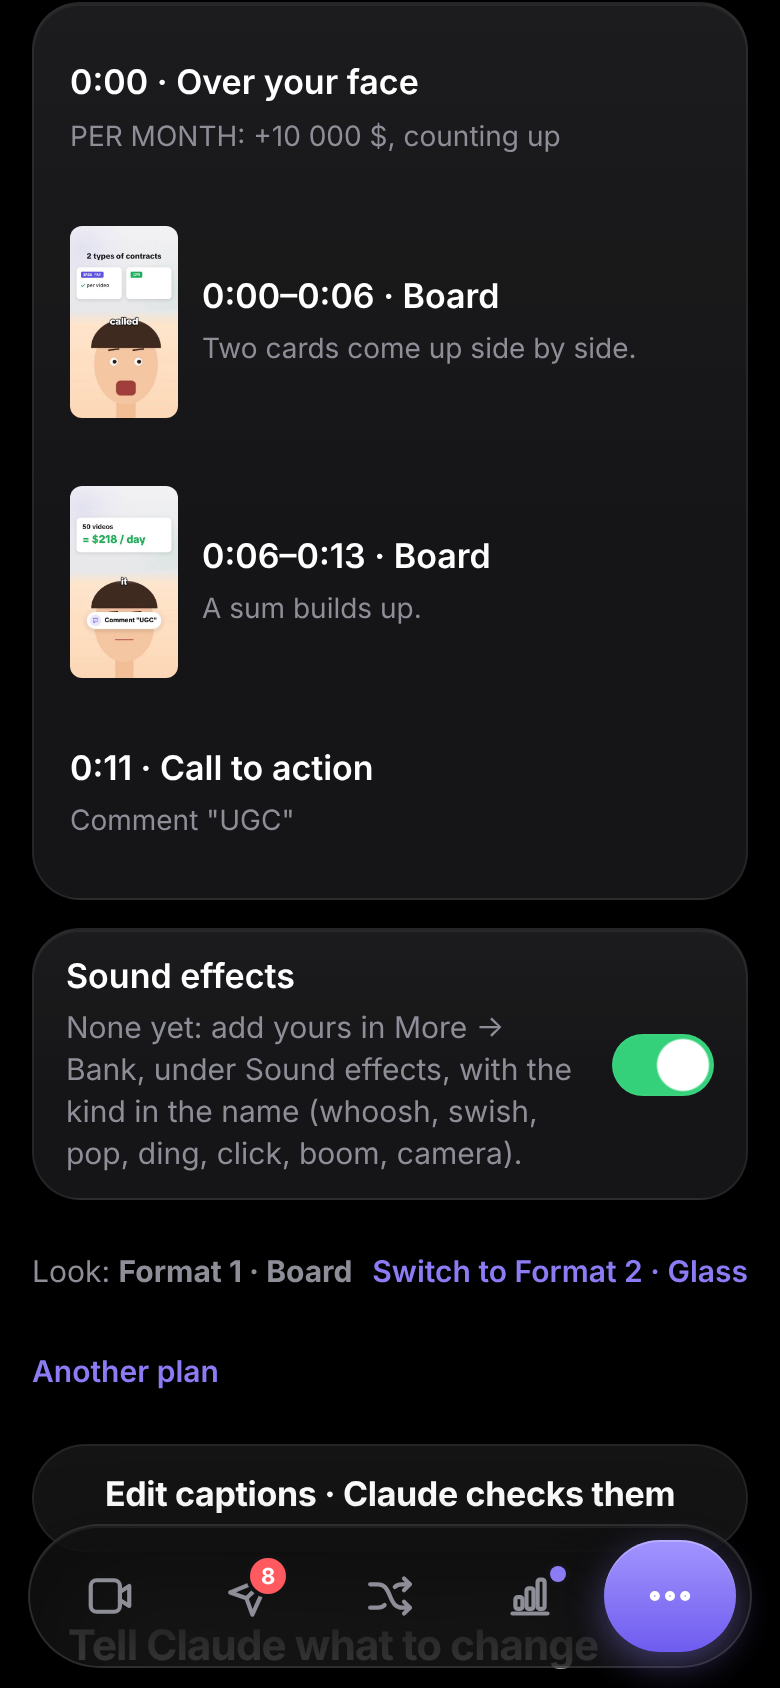 0:00 · Over your face
PER MONTH: +10 000 $, counting up
2 types of contracts
BASE PAY
CPM
✓ per video
called
0:00–0:06 · Board
Two cards come up side by side.
50 videos
= $218 / day
it
Comment "UGC"
0:06–0:13 · Board
A sum builds up.
0:11 · Call to action
Comment "UGC"
Sound effects
None yet: add yours in More →
Bank, under Sound effects, with the
kind in the name (whoosh, swish,
pop, ding, click, boom, camera).
Look: Format 1 · Board Switch to Format 2 · Glass
Another plan
Edit captions · Claude checks them
8
Tell Claude what to change